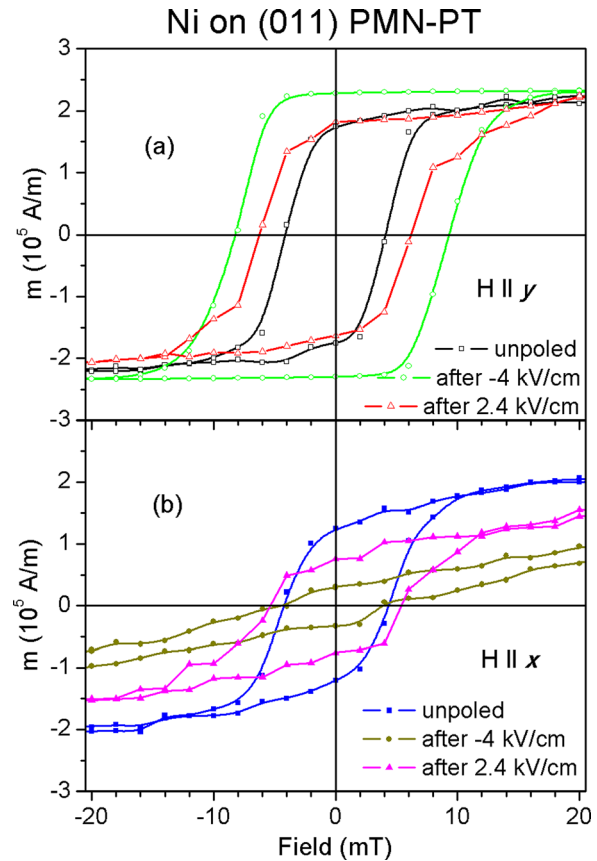 Ni on (011) PMN-PT
3
2
1
0
-1
-2
-3
m (10⁵ A/m)
(a)
H || y
unpoled
after -4 kV/cm
after 2.4 kV/cm
2
1
0
-1
-2
-3
m (10⁵ A/m)
(b)
H || x
unpoled
after -4 kV/cm
after 2.4 kV/cm
-20 -10 0 10 20
Field (mT)